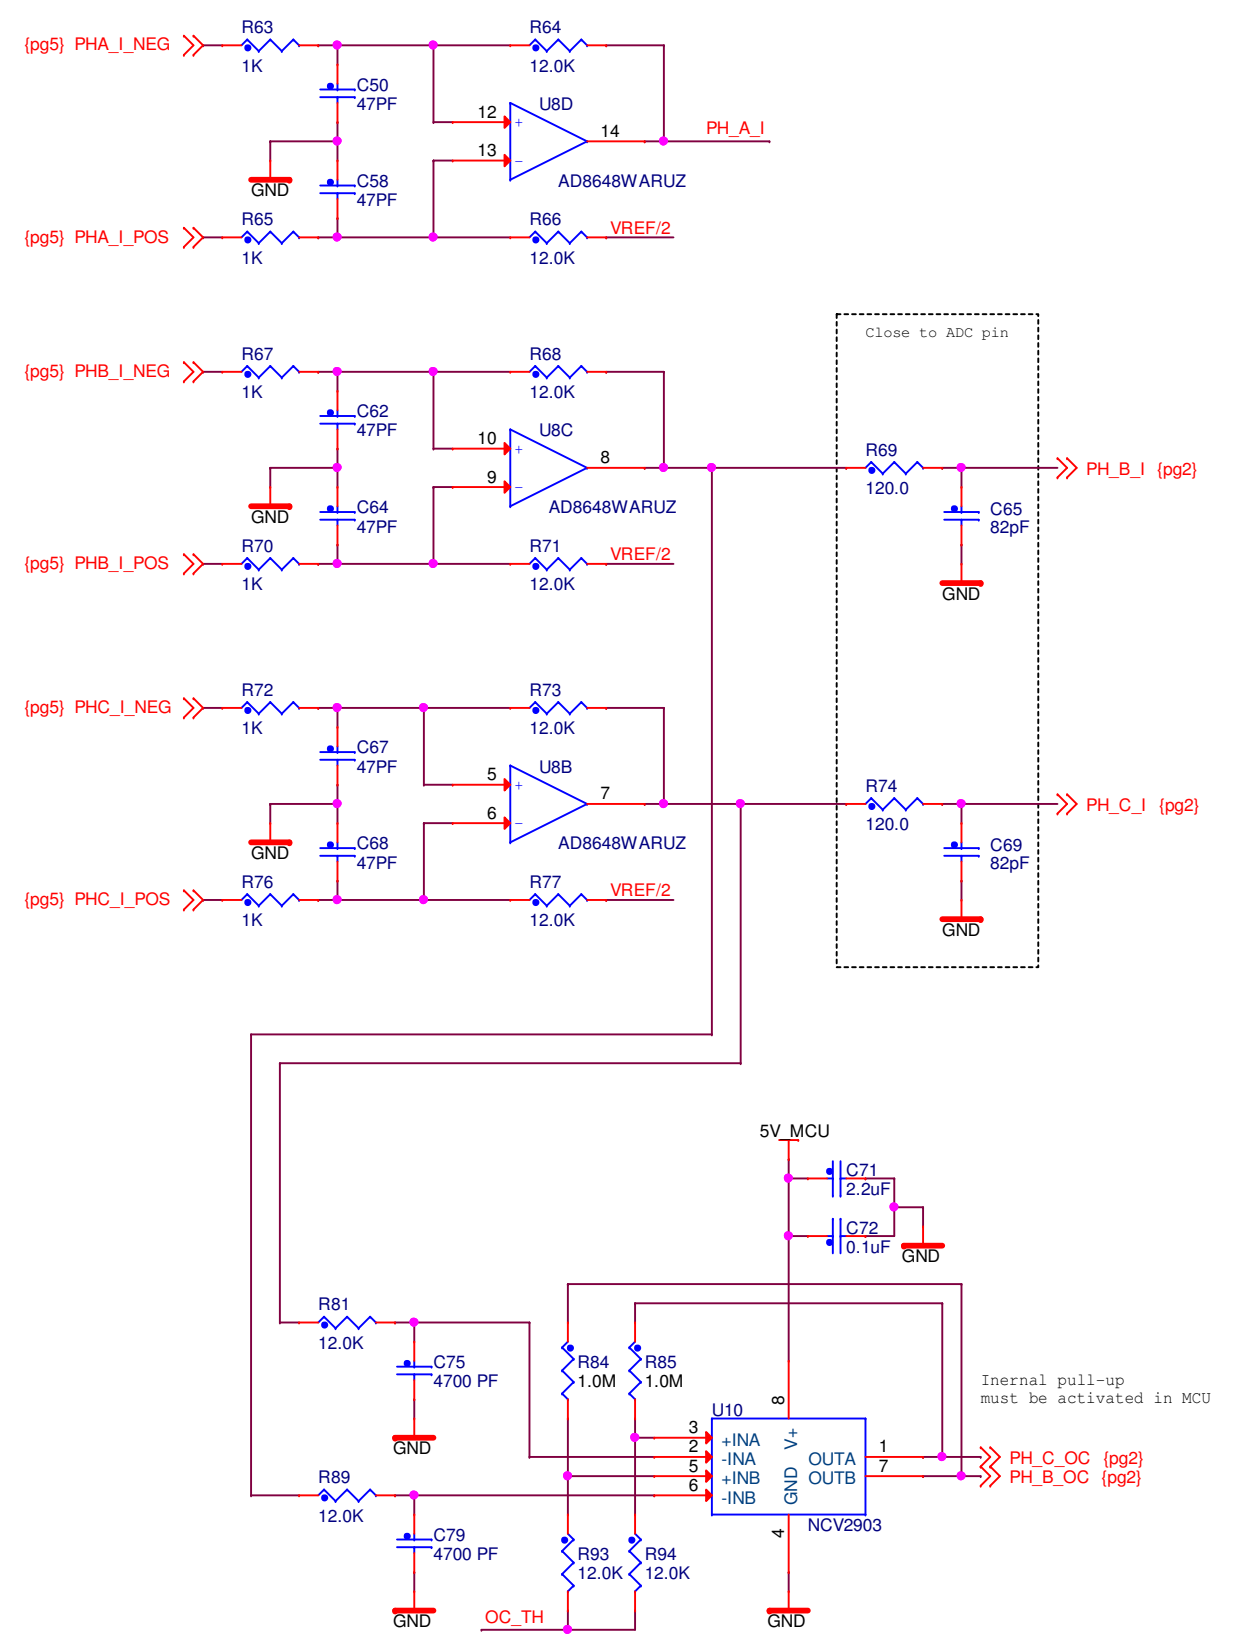 R63
R64
{pg5} PHA_I_NEG
1K
12.0K
C50
47PF
U8D
12
+
14
PH_A_I
13
−
GND
C58
47PF
AD8648WARUZ
R65
R66
VREF/2
{pg5} PHA_I_POS
1K
12.0K
Close to ADC pin
R67
R68
{pg5} PHB_I_NEG
1K
12.0K
C62
47PF
U8C
10
+
8
R69
PH_B_I {pg2}
9
−
120.0
GND
C64
47PF
AD8648WARUZ
C65
82pF
R70
R71
VREF/2
{pg5} PHB_I_POS
1K
12.0K
GND
R72
R73
{pg5} PHC_I_NEG
1K
12.0K
C67
47PF
U8B
5
+
7
R74
PH_C_I {pg2}
6
−
120.0
GND
C68
47PF
AD8648WARUZ
C69
82pF
R76
R77
VREF/2
{pg5} PHC_I_POS
1K
12.0K
GND
5V_MCU
C71
2.2uF
C72
0.1uF
GND
R81
12.0K
C75
4700 PF
R84
1.0M
R85
1.0M
Inernal pull-up
must be activated in MCU
GND
U10
8
V+
3
+INA
2
-INA
OUTA
1
PH_C_OC {pg2}
5
+INB
OUTB
7
PH_B_OC {pg2}
6
-INB
GND
4
NCV2903
R89
12.0K
C79
4700 PF
R93
12.0K
R94
12.0K
GND
OC_TH
GND